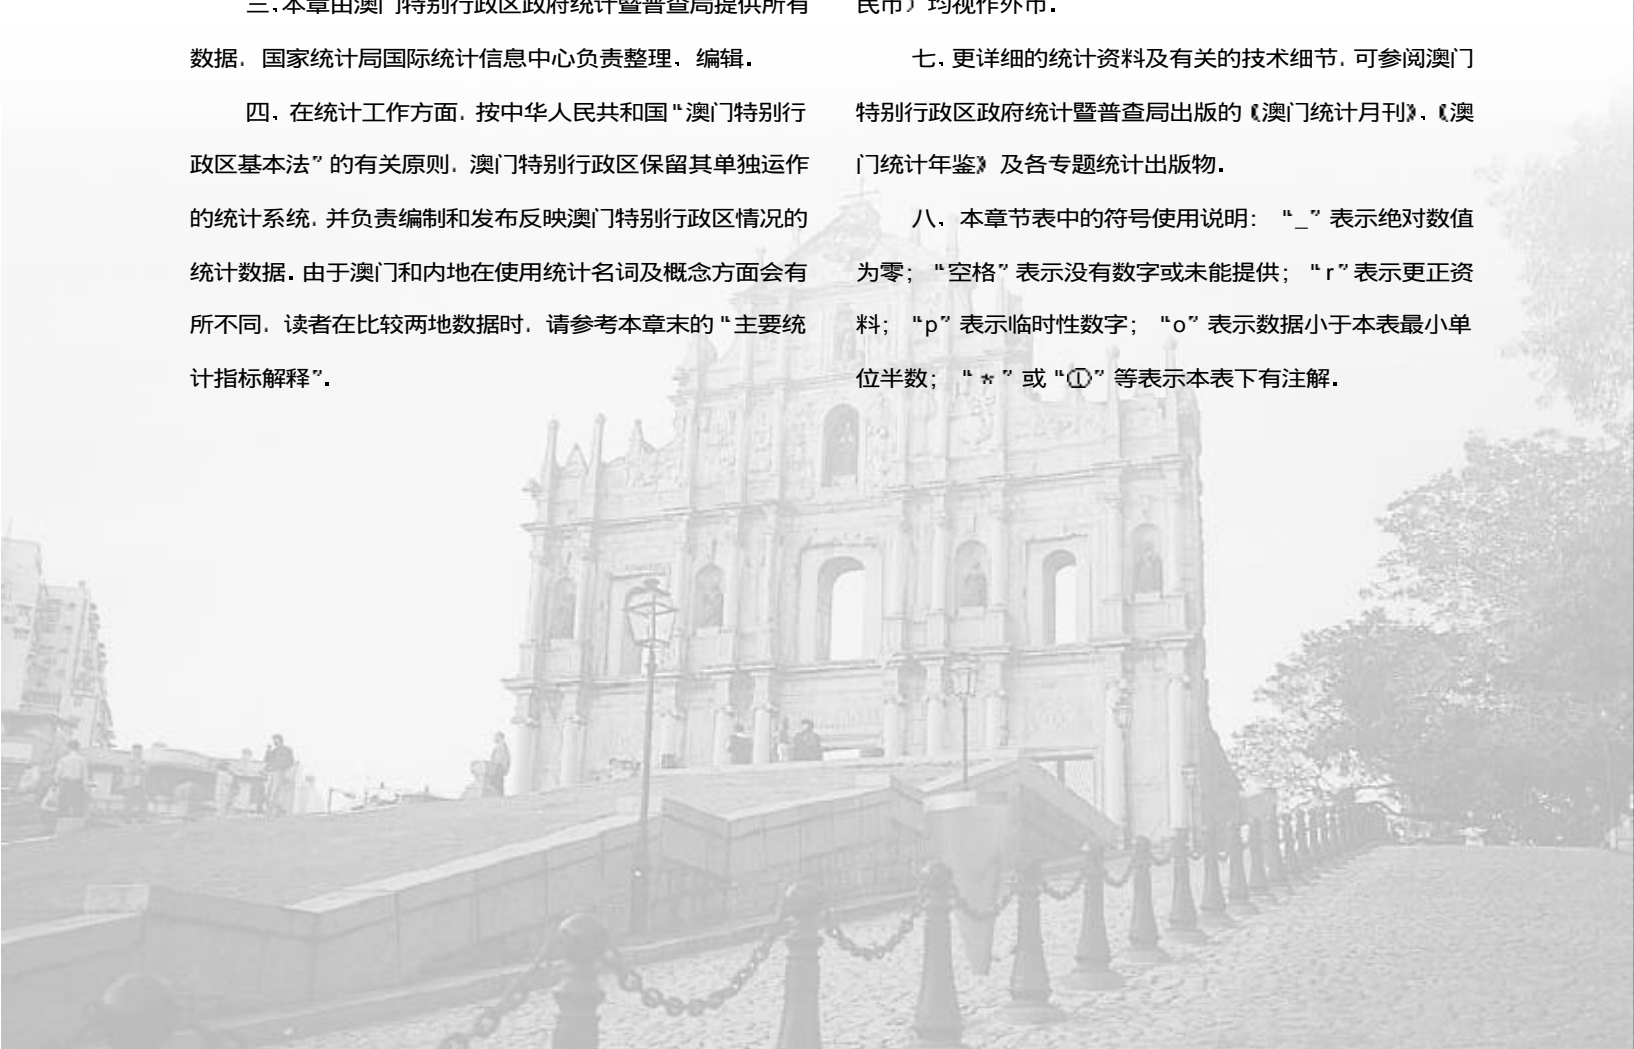 三、本章由澳门特别行政区政府统计暨普查局提供所有
数据，国家统计局国际统计信息中心负责整理、编辑。
四、在统计工作方面，按中华人民共和国“澳门特别行
政区基本法”的有关原则，澳门特别行政区保留其单独运作
的统计系统，并负责编制和发布反映澳门特别行政区情况的
统计数据。由于澳门和内地在使用统计名词及概念方面会有
所不同，读者在比较两地数据时，请参考本章末的“主要统
计指标解释”。
民币）均视作外币。
七、更详细的统计资料及有关的技术细节，可参阅澳门
特别行政区政府统计暨普查局出版的《澳门统计月刊》、《澳
门统计年鉴》及各专题统计出版物。
八、本章节表中的符号使用说明：“_”表示绝对数值
为零；“空格”表示没有数字或未能提供；“r”表示更正资
料；“p”表示临时性数字；“o”表示数据小于本表最小单
位半数；“*”或“①”等表示本表下有注解。